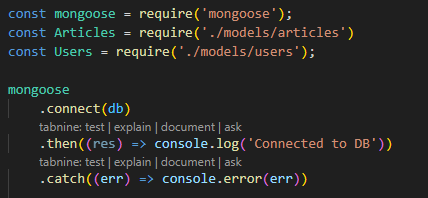 const mongoose = require('mongoose');
const Articles = require('./models/articles')
const Users = require('./models/users');
mongoose
.connect(db)
tabnine: test | explain | document | ask
.then((res) => console.log('Connected to DB'))
tabnine: test | explain | document | ask
.catch((err) => console.error(err))